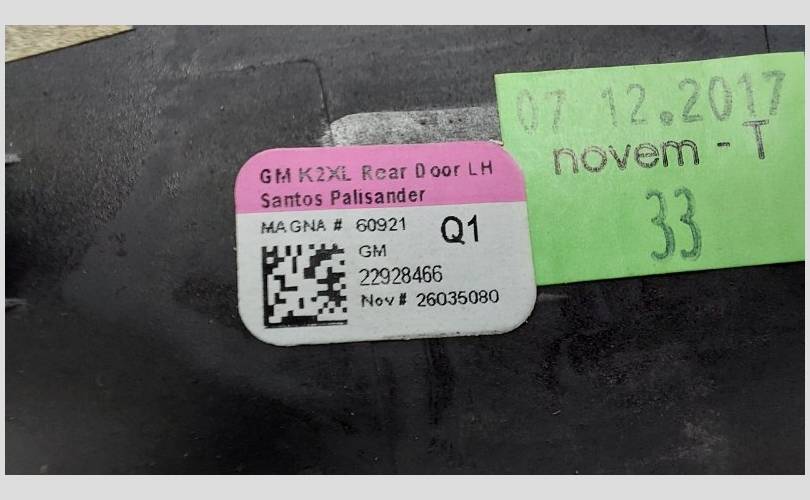 GM K2XL Rear Door LH
Santos Palisander
MAGNA # 60921
Q1
GM
22928466
Nov# 26035080
07 12.2017
novem - T
33